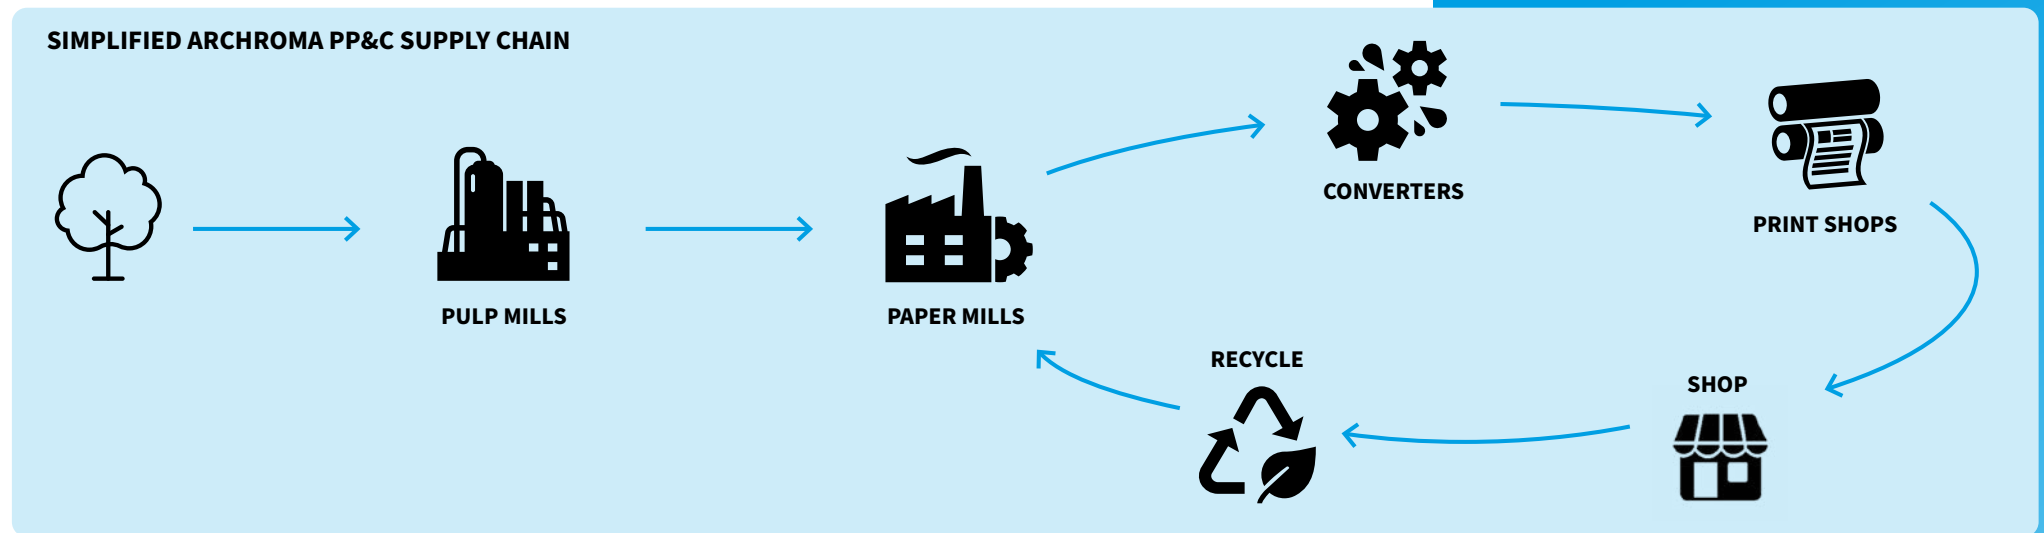 SIMPLIFIED ARCHROMA PP&C SUPPLY CHAIN
PULP MILLS
PAPER MILLS
CONVERTERS
PRINT SHOPS
SHOP
RECYCLE